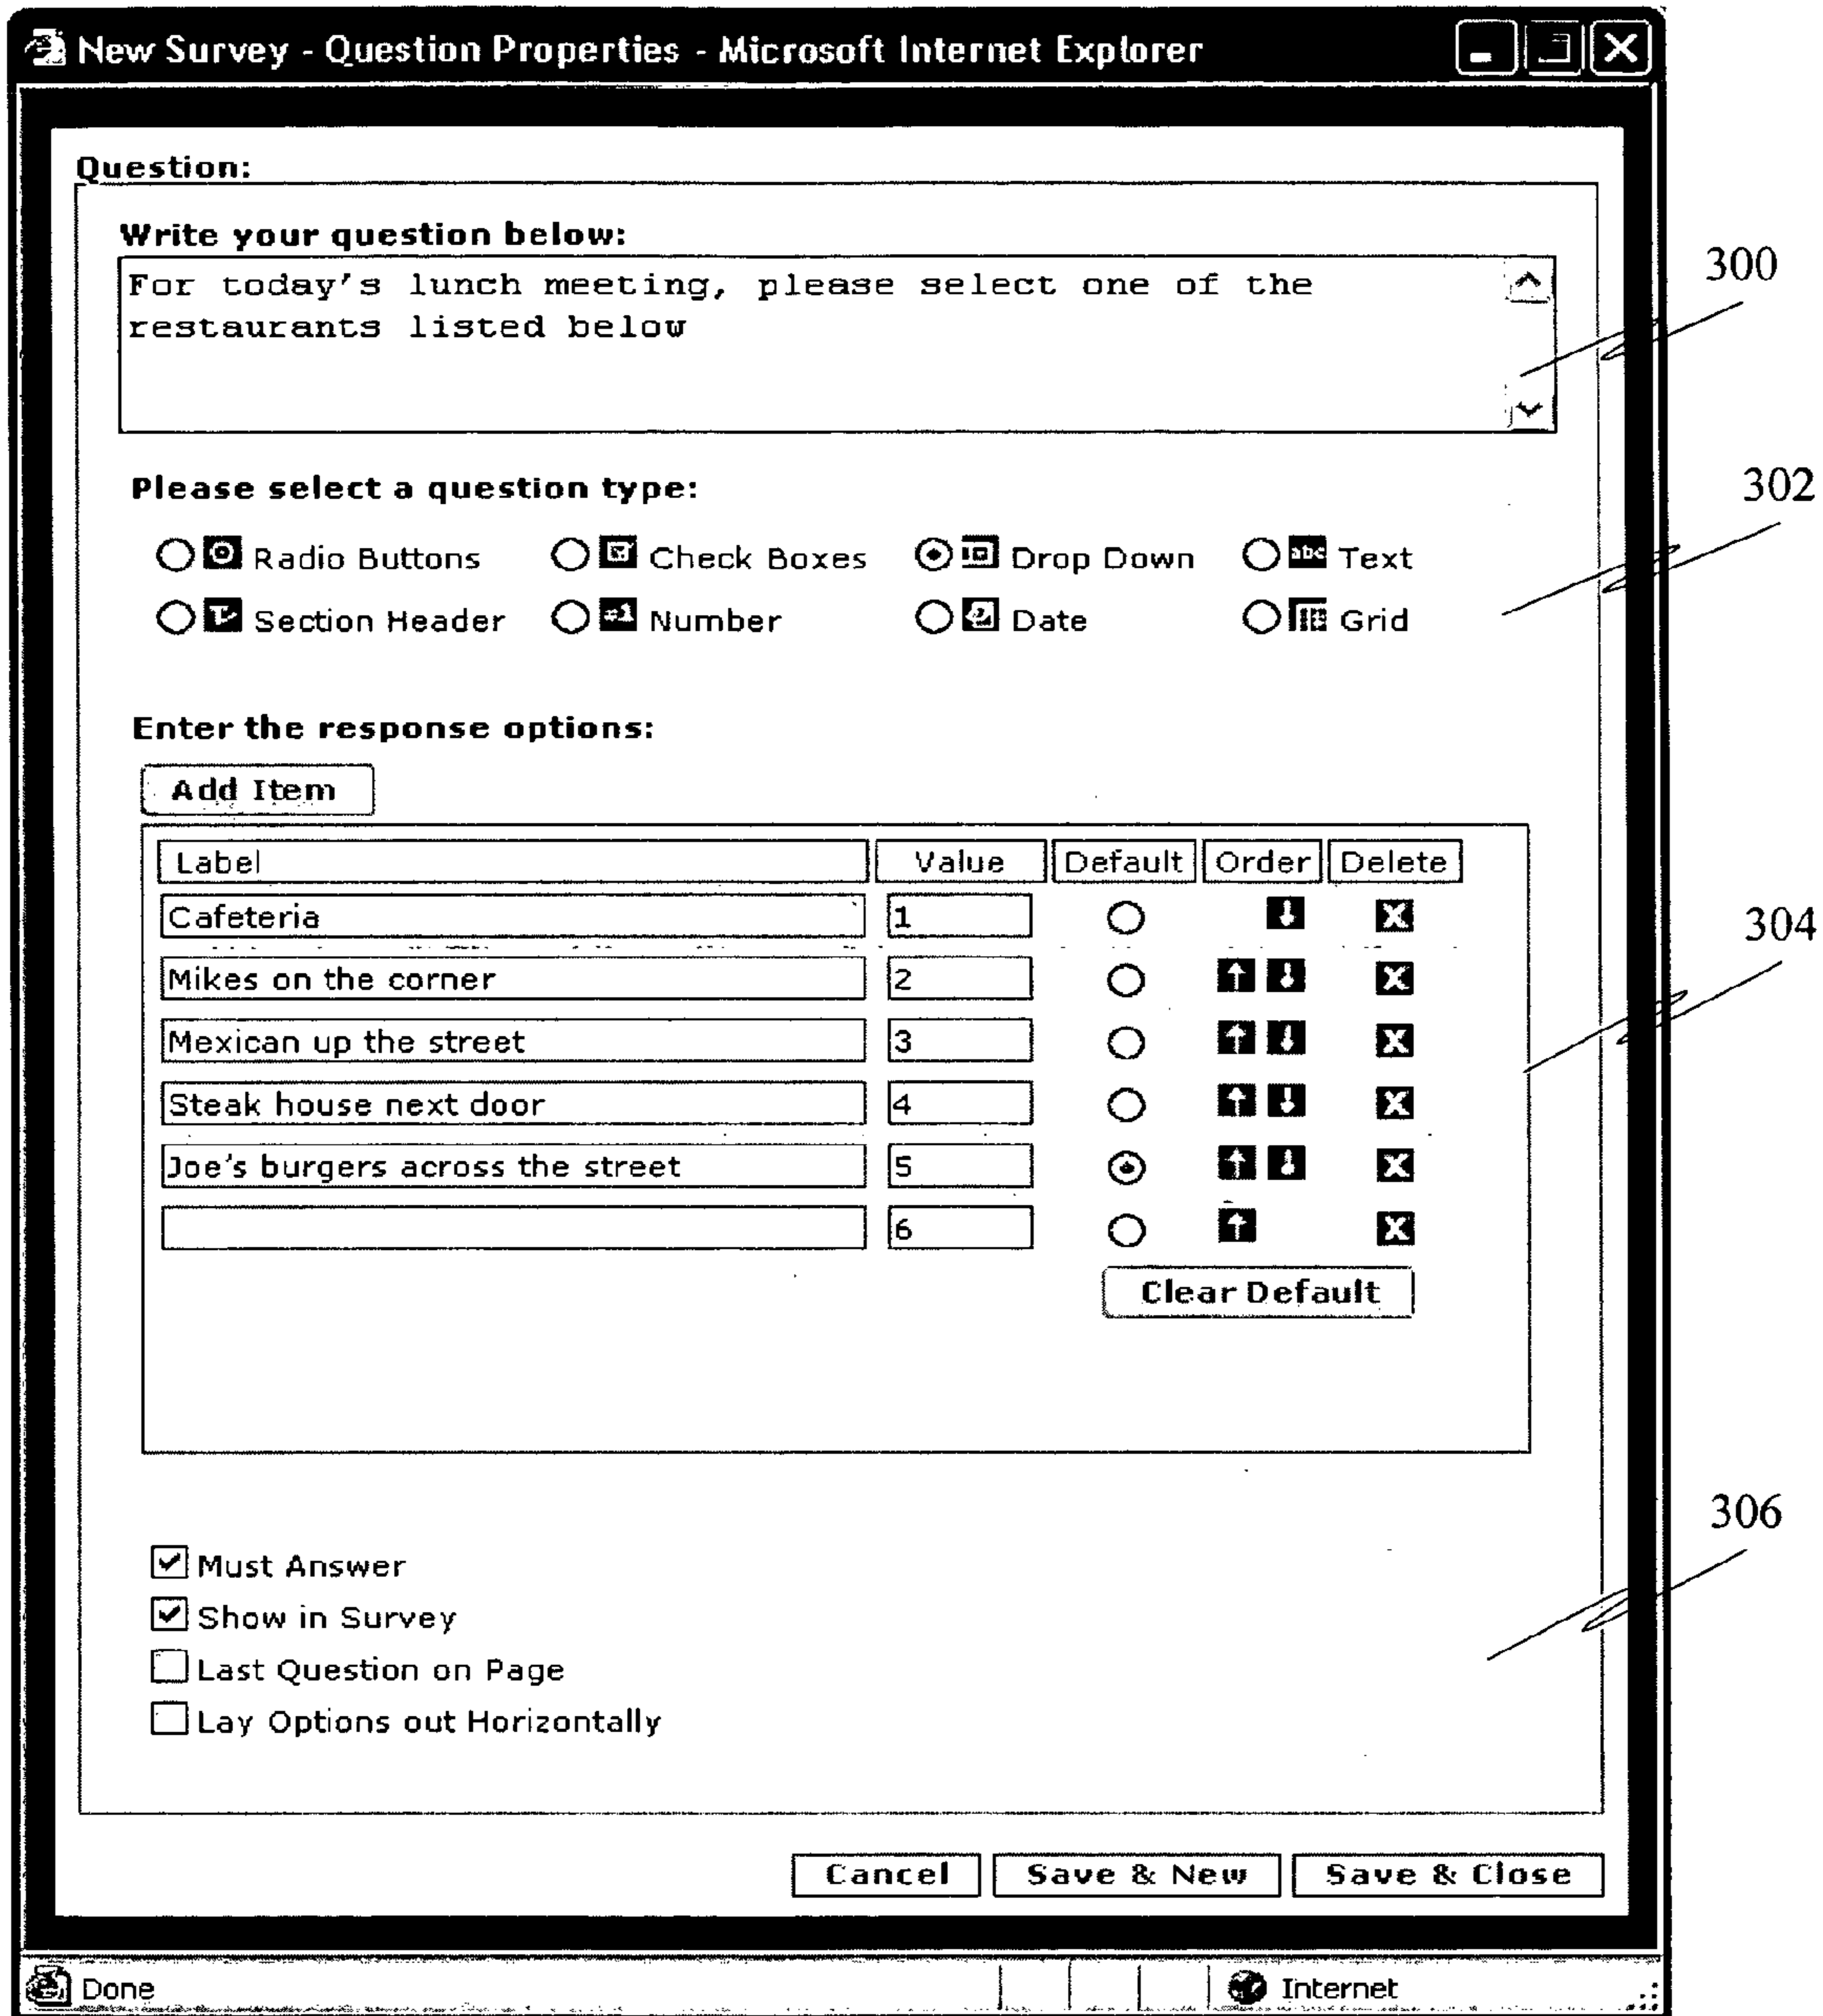 New Survey - Question Properties - Microsoft Internet Explorer
Question:
Write your question below:
300
For today's lunch meeting, please select one of the
restaurants listed below
Please select a question type:
302
Radio Buttons Check Boxes Drop Down abc Text
Section Header #1 Number Date Grid
Enter the response options:
Add Item
Label Value Default Order Delete
Cafeteria 1
304
Mikes on the corner 2
Mexican up the street 3
Steak house next door 4
Joe's burgers across the street 5
6
Clear Default
306
Must Answer
Show in Survey
Last Question on Page
Lay Options out Horizontally
Cancel Save & New Save & Close
Done Internet